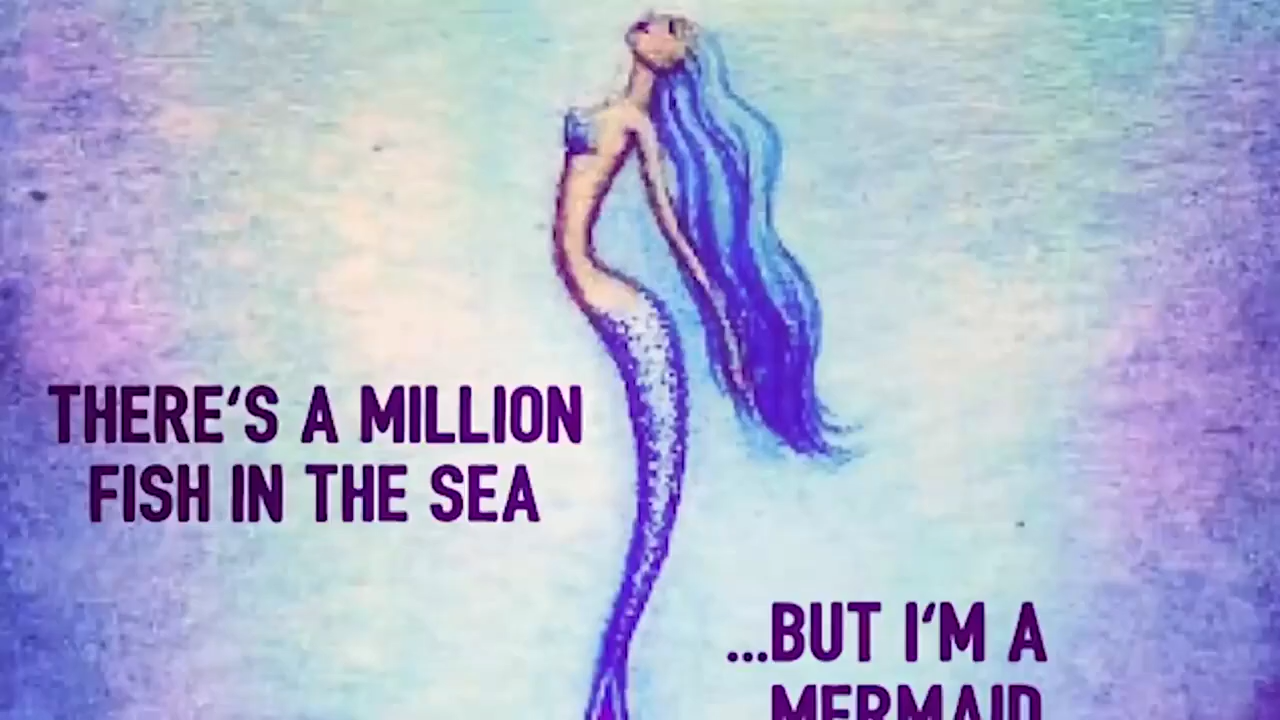 THERE'S A MILLION
FISH IN THE SEA
...BUT I'M A
MERMAID